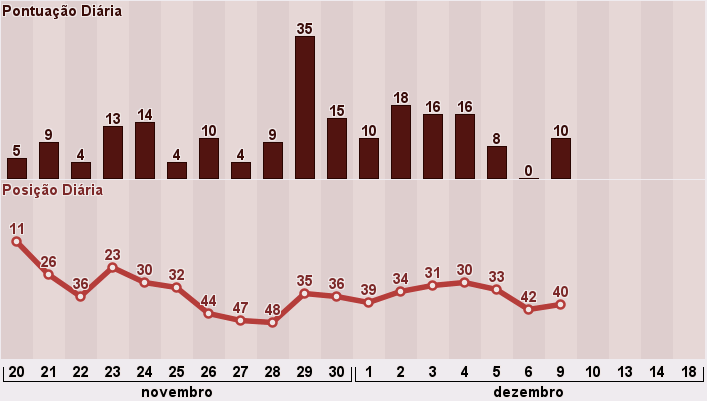 Pontuação Diária
5 9 4 13 14 4 10 4 9 35 15 10 18 16 16 8 0 10
Posição Diária
11 26 36 23 30 32 44 47 48 35 36 39 34 31 30 33 42 40
20 21 22 23 24 25 26 27 28 29 30 1 2 3 4 5 6 9 10 13 14 18
novembro dezembro